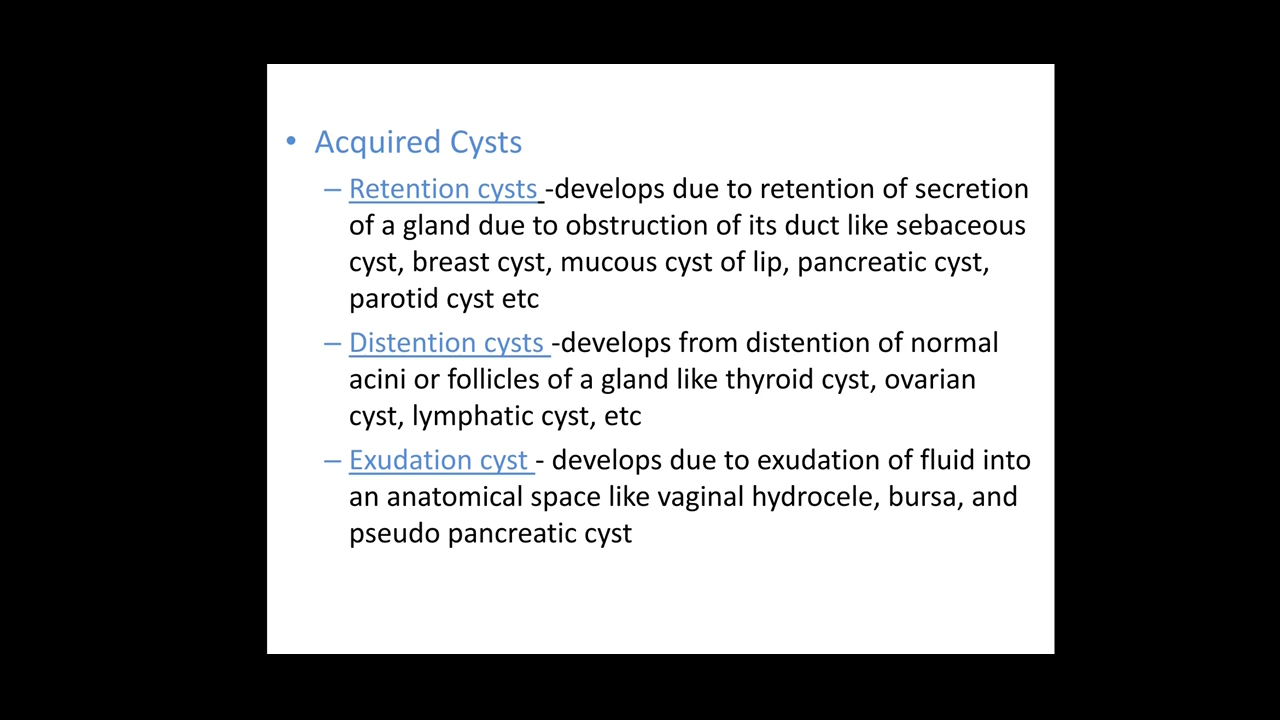 • Acquired Cysts
– Retention cysts -develops due to retention of secretion
of a gland due to obstruction of its duct like sebaceous
cyst, breast cyst, mucous cyst of lip, pancreatic cyst,
parotid cyst etc
– Distention cysts -develops from distention of normal
acini or follicles of a gland like thyroid cyst, ovarian
cyst, lymphatic cyst, etc
– Exudation cyst - develops due to exudation of fluid into
an anatomical space like vaginal hydrocele, bursa, and
pseudo pancreatic cyst